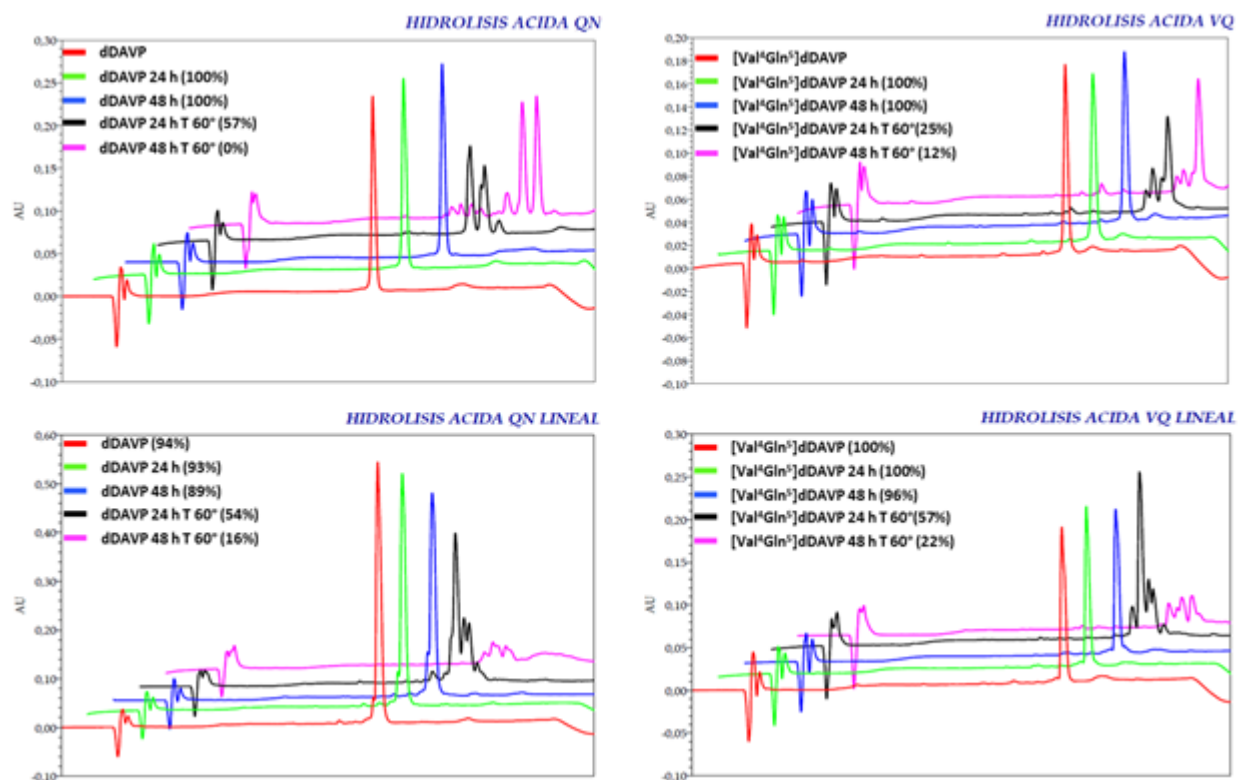 HIDROLISIS ACIDA QN
0,30
0,25
0,20
0,15
0,10
0,05
0,00
-0,05
-0,10
AU
dDAVP
dDAVP 24 h (100%)
dDAVP 48 h (100%)
dDAVP 24 h T 60° (57%)
dDAVP 48 h T 60° (0%)
HIDROLISIS ACIDA VQ
0,20
0,18
0,16
0,14
0,12
0,10
0,08
0,06
0,04
0,02
0,00
-0,02
-0,04
-0,06
-0,08
-0,10
AU
[Val⁴Gln⁵]dDAVP
[Val⁴Gln⁵]dDAVP 24 h (100%)
[Val⁴Gln⁵]dDAVP 48 h (100%)
[Val⁴Gln⁵]dDAVP 24 h T 60°(25%)
[Val⁴Gln⁵]dDAVP 48 h T 60° (12%)
HIDROLISIS ACIDA QN LINEAL
0,60
0,50
0,40
0,30
0,20
0,10
0,00
-0,10
AU
dDAVP (94%)
dDAVP 24 h (93%)
dDAVP 48 h (89%)
dDAVP 24 h T 60° (54%)
dDAVP 48 h T 60° (16%)
HIDROLISIS ACIDA VQ LINEAL
0,30
0,25
0,20
0,15
0,10
0,05
0,00
-0,05
-0,10
AU
[Val⁴Gln⁵]dDAVP (100%)
[Val⁴Gln⁵]dDAVP 24 h (100%)
[Val⁴Gln⁵]dDAVP 48 h (96%)
[Val⁴Gln⁵]dDAVP 24 h T 60°(57%)
[Val⁴Gln⁵]dDAVP 48 h T 60° (22%)